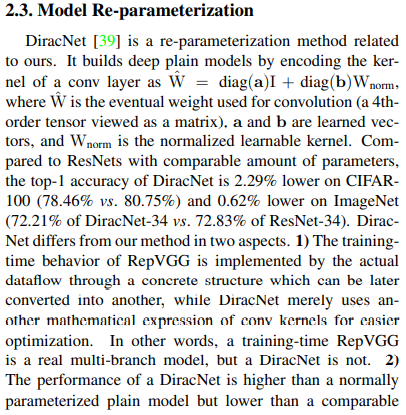 2.3. Model Re-parameterization
DiracNet [39] is a re-parameterization method related
to ours. It builds deep plain models by encoding the ker-
nel of a conv layer as Ŵ = diag(a)I + diag(b)Wnorm,
where Ŵ is the eventual weight used for convolution (a 4th-
order tensor viewed as a matrix), a and b are learned vec-
tors, and Wnorm is the normalized learnable kernel. Com-
pared to ResNets with comparable amount of parameters,
the top-1 accuracy of DiracNet is 2.29% lower on CIFAR-
100 (78.46% vs. 80.75%) and 0.62% lower on ImageNet
(72.21% of DiracNet-34 vs. 72.83% of ResNet-34). Dirac-
Net differs from our method in two aspects. 1) The training-
time behavior of RepVGG is implemented by the actual
dataflow through a concrete structure which can be later
converted into another, while DiracNet merely uses an-
other mathematical expression of conv kernels for easier
optimization. In other words, a training-time RepVGG
is a real multi-branch model, but a DiracNet is not. 2)
The performance of a DiracNet is higher than a normally
parameterized plain model but lower than a comparable